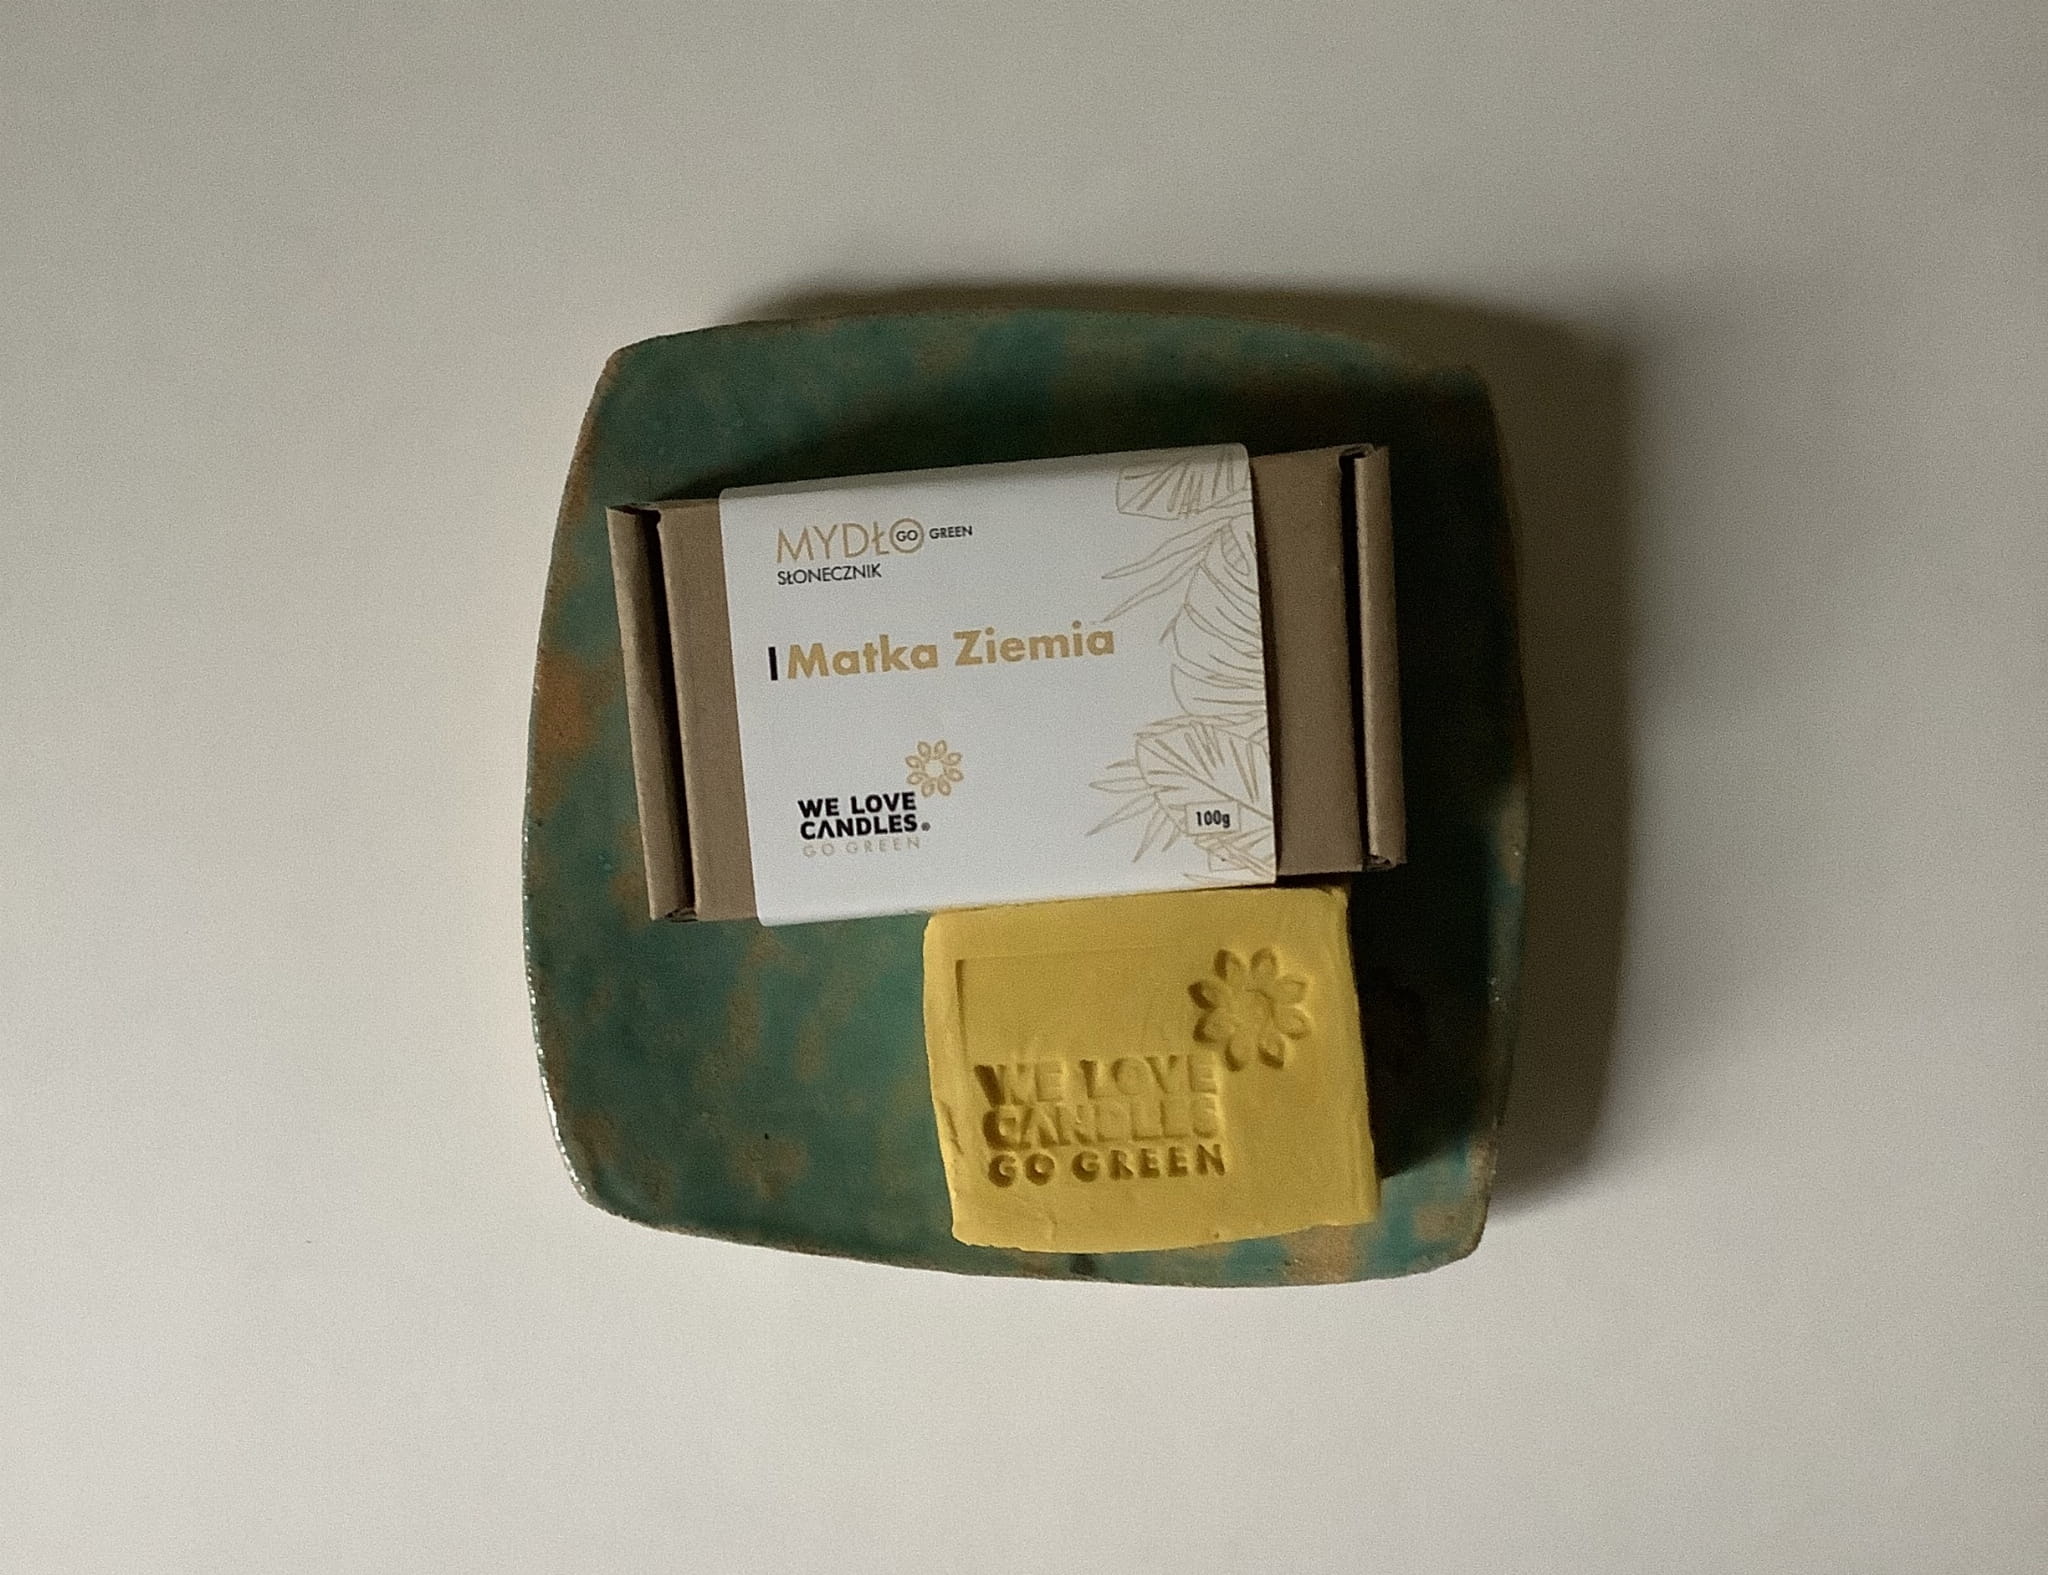 MYDŁO GO GREEN
SŁONECZNIK
Matka Ziemia
WE LOVE
CANDLES®
GO GREEN
100g
WE LOVE
CANDLES
GO GREEN